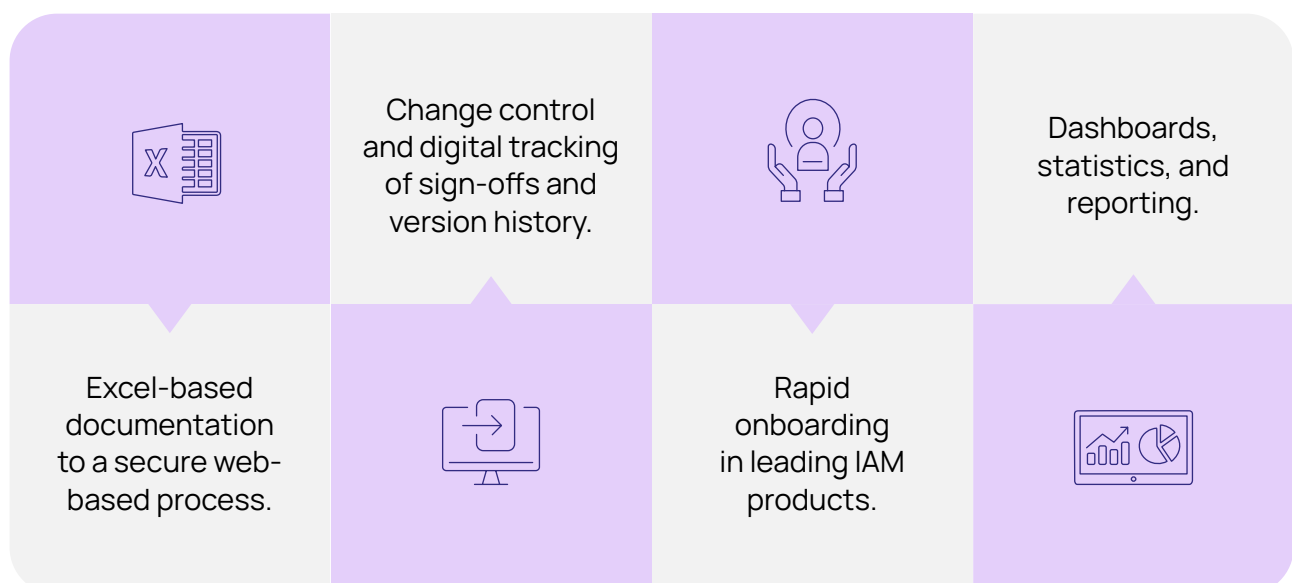 X
Change control
and digital tracking
of sign-offs and
version history.
Dashboards,
statistics, and
reporting.
Excel-based
documentation
to a secure web-
based process.
Rapid
onboarding
in leading IAM
products.